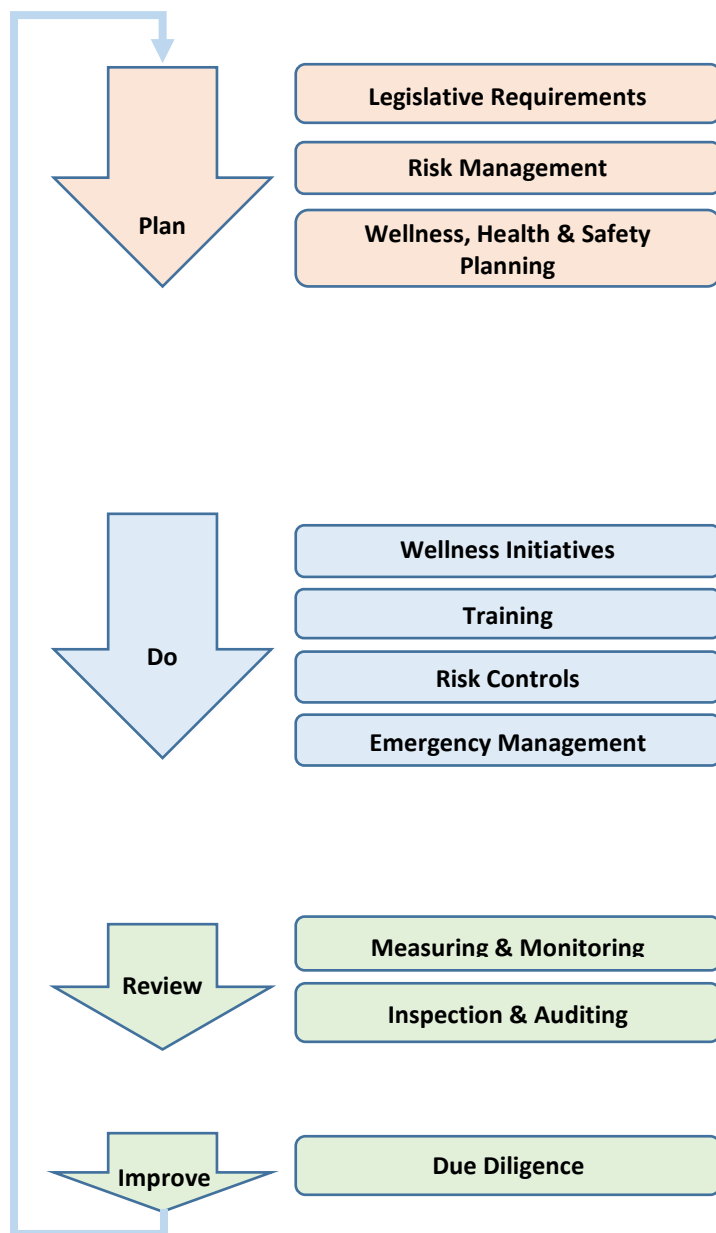 Legislative Requirements
Risk Management
Plan
Wellness, Health & Safety
Planning
Wellness Initiatives
Training
Do
Risk Controls
Emergency Management
Measuring & Monitoring
Review
Inspection & Auditing
Improve
Due Diligence